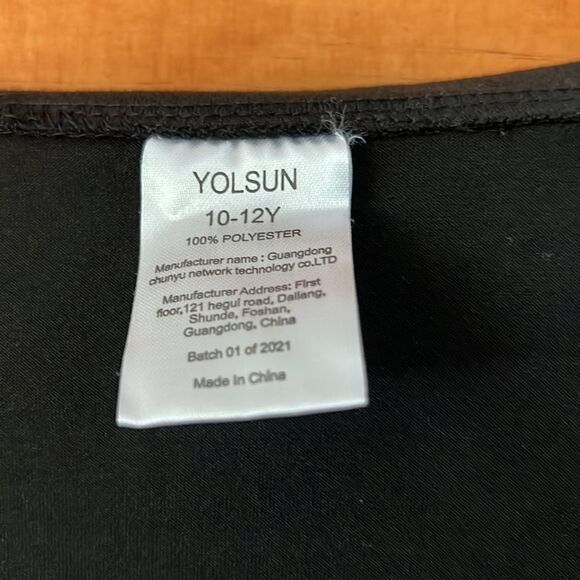 YOLSUN
10-12Y
100% POLYESTER
Manufacturer name : Guangdong
chunyu network technology co.LTD
Manufacturer Address: First
floor,121 hegui road, Daliang,
Shunde, Foshan,
Guangdong, China
Batch 01 of 2021
Made In China